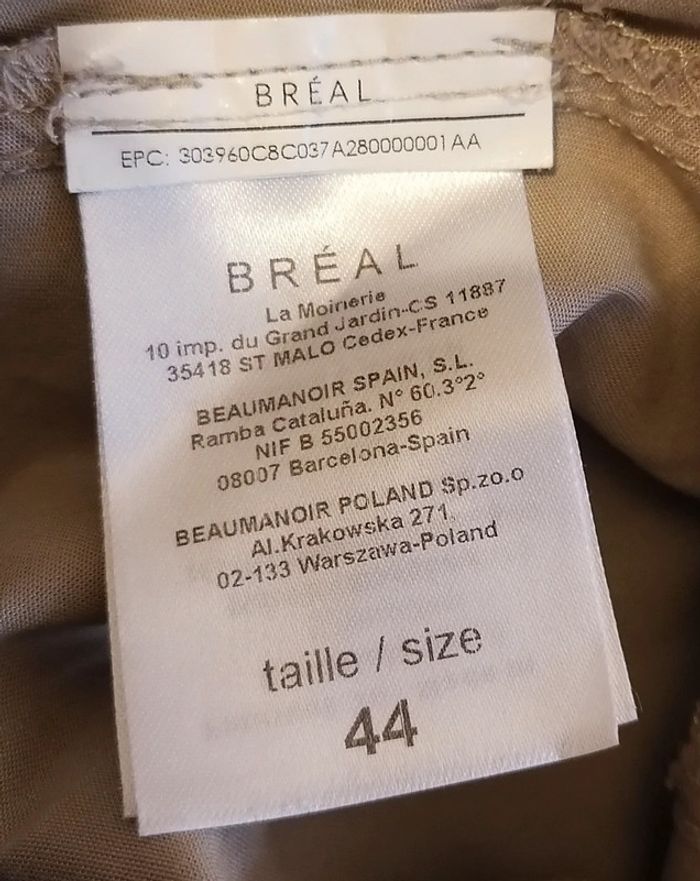 BRÉAL
EPC: 303960C8C037A280000001AA
BRÉAL
La Moinerie
10 imp. du Grand Jardin-CS 11887
35418 ST MALO Cedex-France
BEAUMANOIR SPAIN, S.L.
Ramba Cataluña. N° 60.3°2°
NIF B 55002356
08007 Barcelona-Spain
BEAUMANOIR POLAND Sp.zo.o
Al.Krakowska 271.
02-133 Warszawa-Poland
taille / size
44